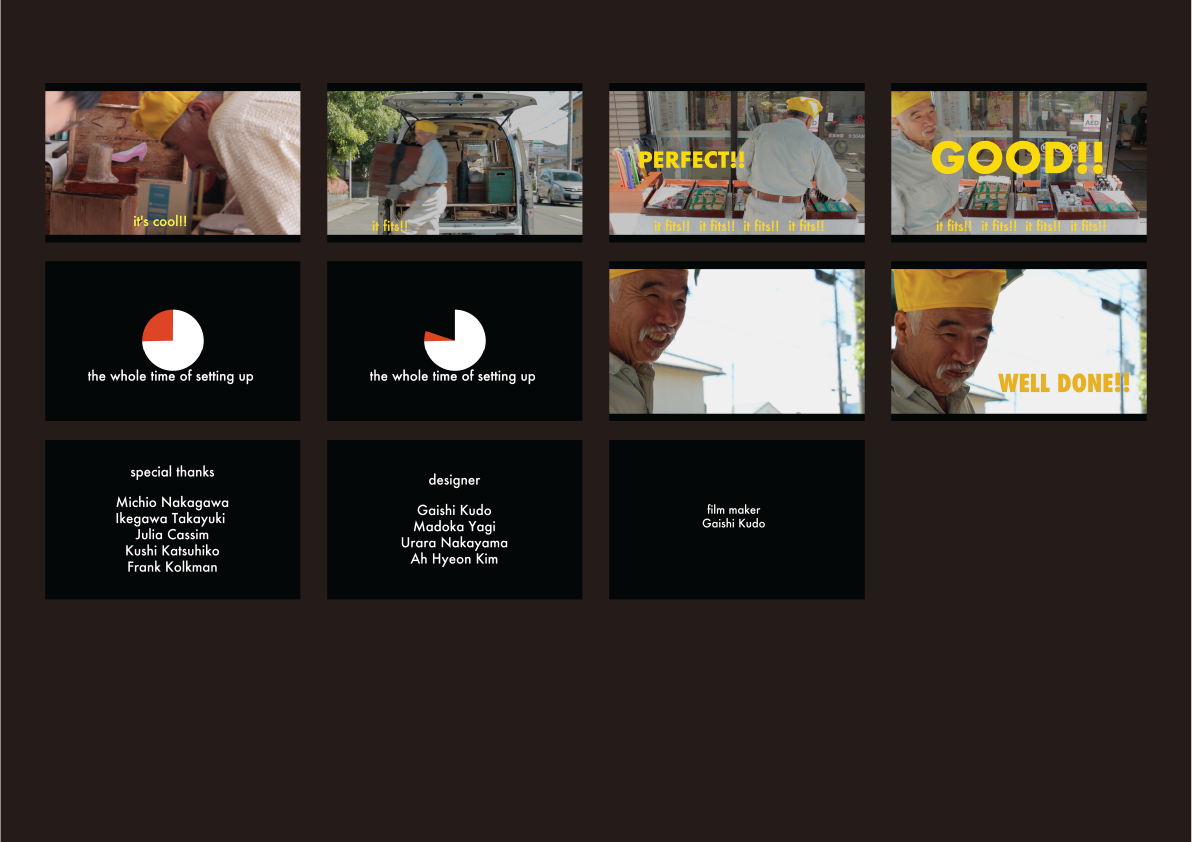 it's cool!!
it fits!!
PERFECT!!
it fits!! it fits!! it fits!! it fits!!
GOOD!!
AED
it fits!! it fits!! it fits!! it fits!!
the whole time of setting up
the whole time of setting up
WELL DONE!!
special thanks
Michio Nakagawa
Ikegawa Takayuki
Julia Cassim
Kushi Katsuhiko
Frank Kolkman
designer
Gaishi Kudo
Madoka Yagi
Urara Nakayama
Ah Hyeon Kim
film maker
Gaishi Kudo